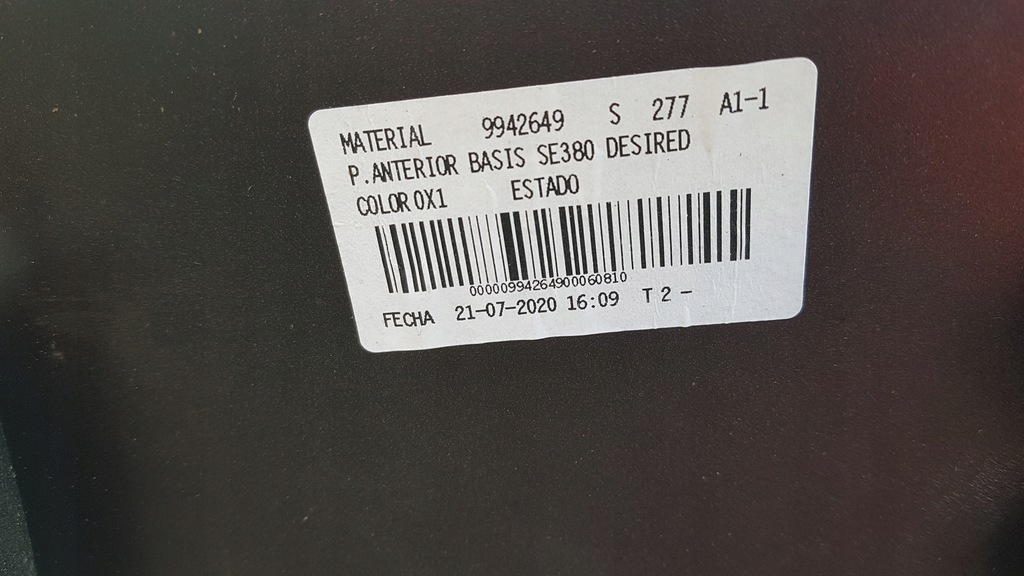 MATERIAL 9942649 S 277 A1-1
P.ANTERIOR BASIS SE380 DESIRED
COLOR 0X1 ESTADO
00000994264900060810
FECHA 21-07-2020 16:09 T 2 -